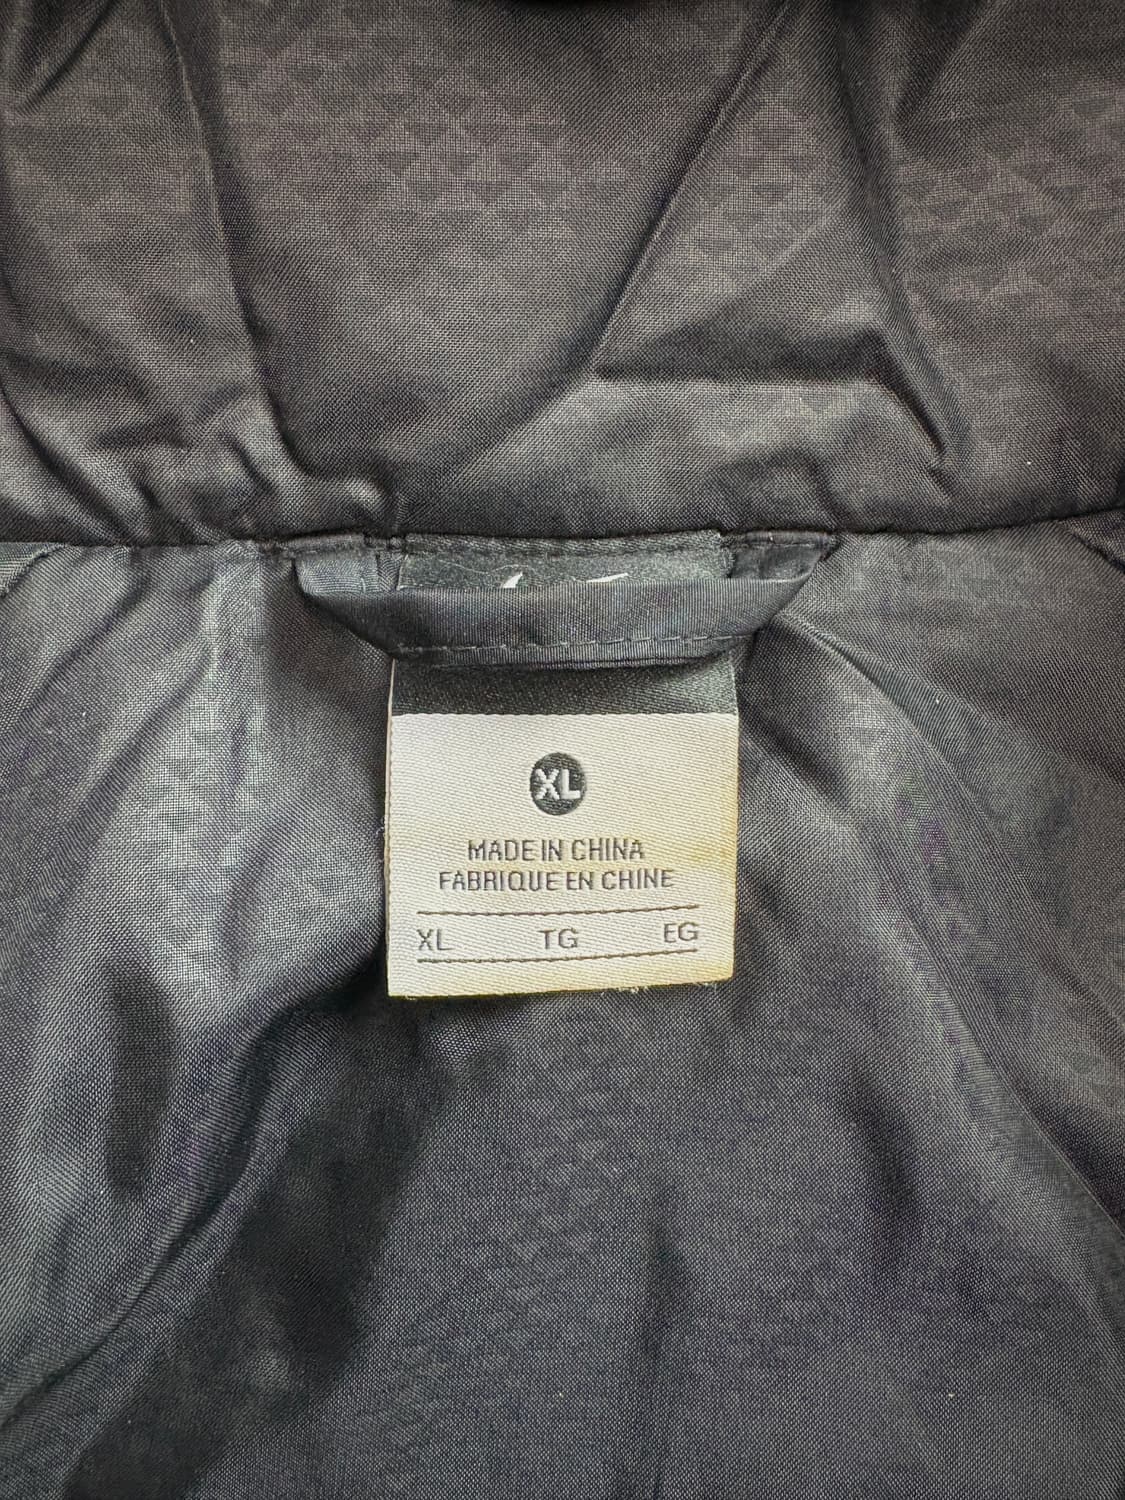 XL
MADE IN CHINA
FABRIQUE EN CHINE
XL TG EG